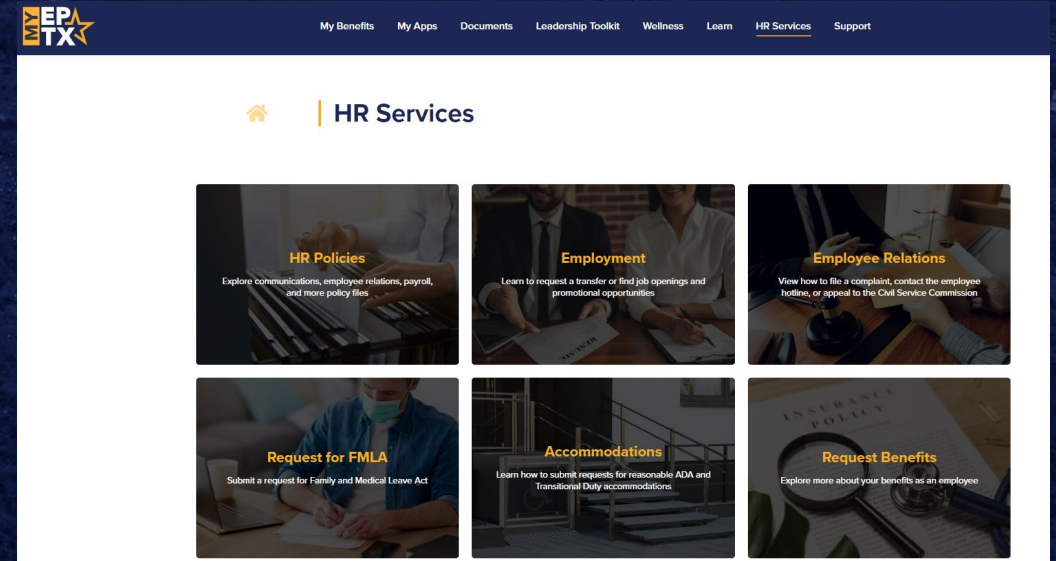 MY EP
TX
My Benefits My Apps Documents Leadership Toolkit Wellness Learn HR Services Support
HR Services
HR Policies
Explore communications, employee relations, payroll,
and more policy files
Employment
Learn to request a transfer or find job openings and
promotional opportunities
RESUME
Employee Relations
View how to file a complaint, contact the employee
hotline, or appeal to the Civil Service Commission
Request for FMLA
Submit a request for Family and Medical Leave Act
Accommodations
Learn how to submit requests for reasonable ADA and
Transitional Duty accommodations
INSURANCE
POLICY
Request Benefits
Explore more about your benefits as an employee